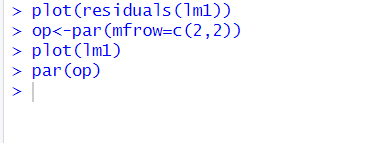 > plot(residuals(lm1))
> op<-par(mfrow=c(2,2))
> plot(lm1)
> par(op)
>